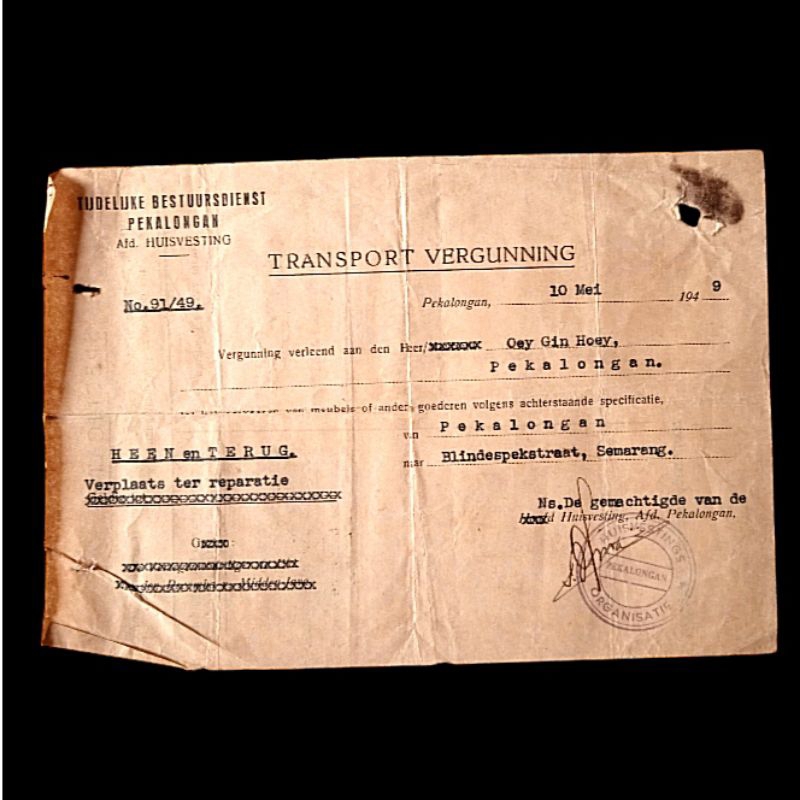 TIJDELIJKE BESTUURSDIENST
PEKALONGAN
Afd. HUISVESTING
TRANSPORT VERGUNNING
No.91/49.
Pekalongan, 10 Mei 1949
Vergunning verleend aan den Heer/xxxxxx Oey Gin Hoey,
Pekalongan.
van meubels of andere goederen volgens achterstaande specificatie,
van Pekalongan
HEEN en TERUG.
naar Blindespekstraat, Semarang.
Verplaats ter reparatie
Ns.De gemachtigde van de
Huisvesting, Afd. Pekalongan.
HUISVESTINGS
PEKALONGAN
ORGANISATIE